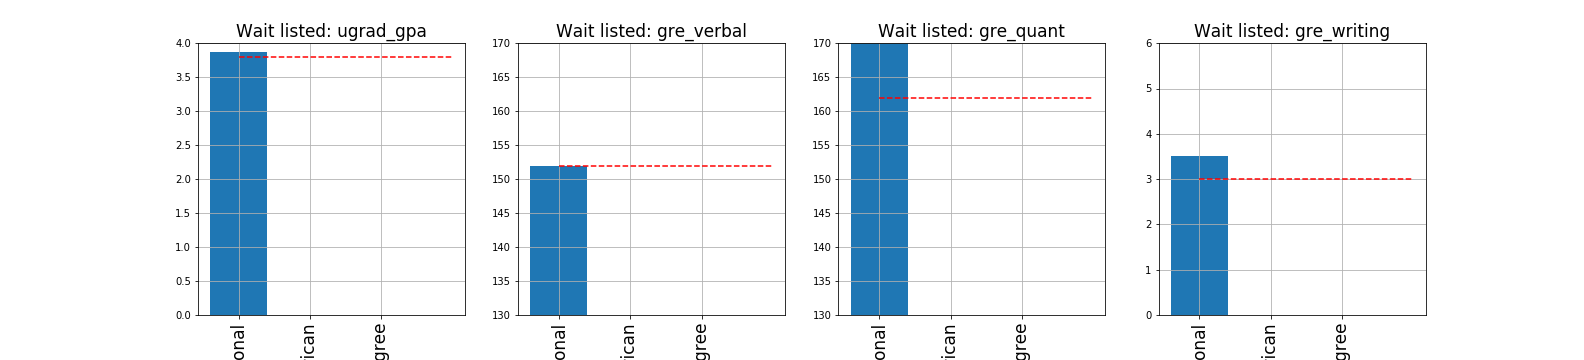 Wait listed: ugrad_gpa
4.0
3.5
3.0
2.5
2.0
1.5
1.0
0.5
0.0
onal
ican
gree
Wait listed: gre_verbal
170
165
160
155
150
145
140
135
130
onal
ican
gree
Wait listed: gre_quant
170
165
160
155
150
145
140
135
130
onal
ican
gree
Wait listed: gre_writing
6
5
4
3
2
1
0
onal
ican
gree